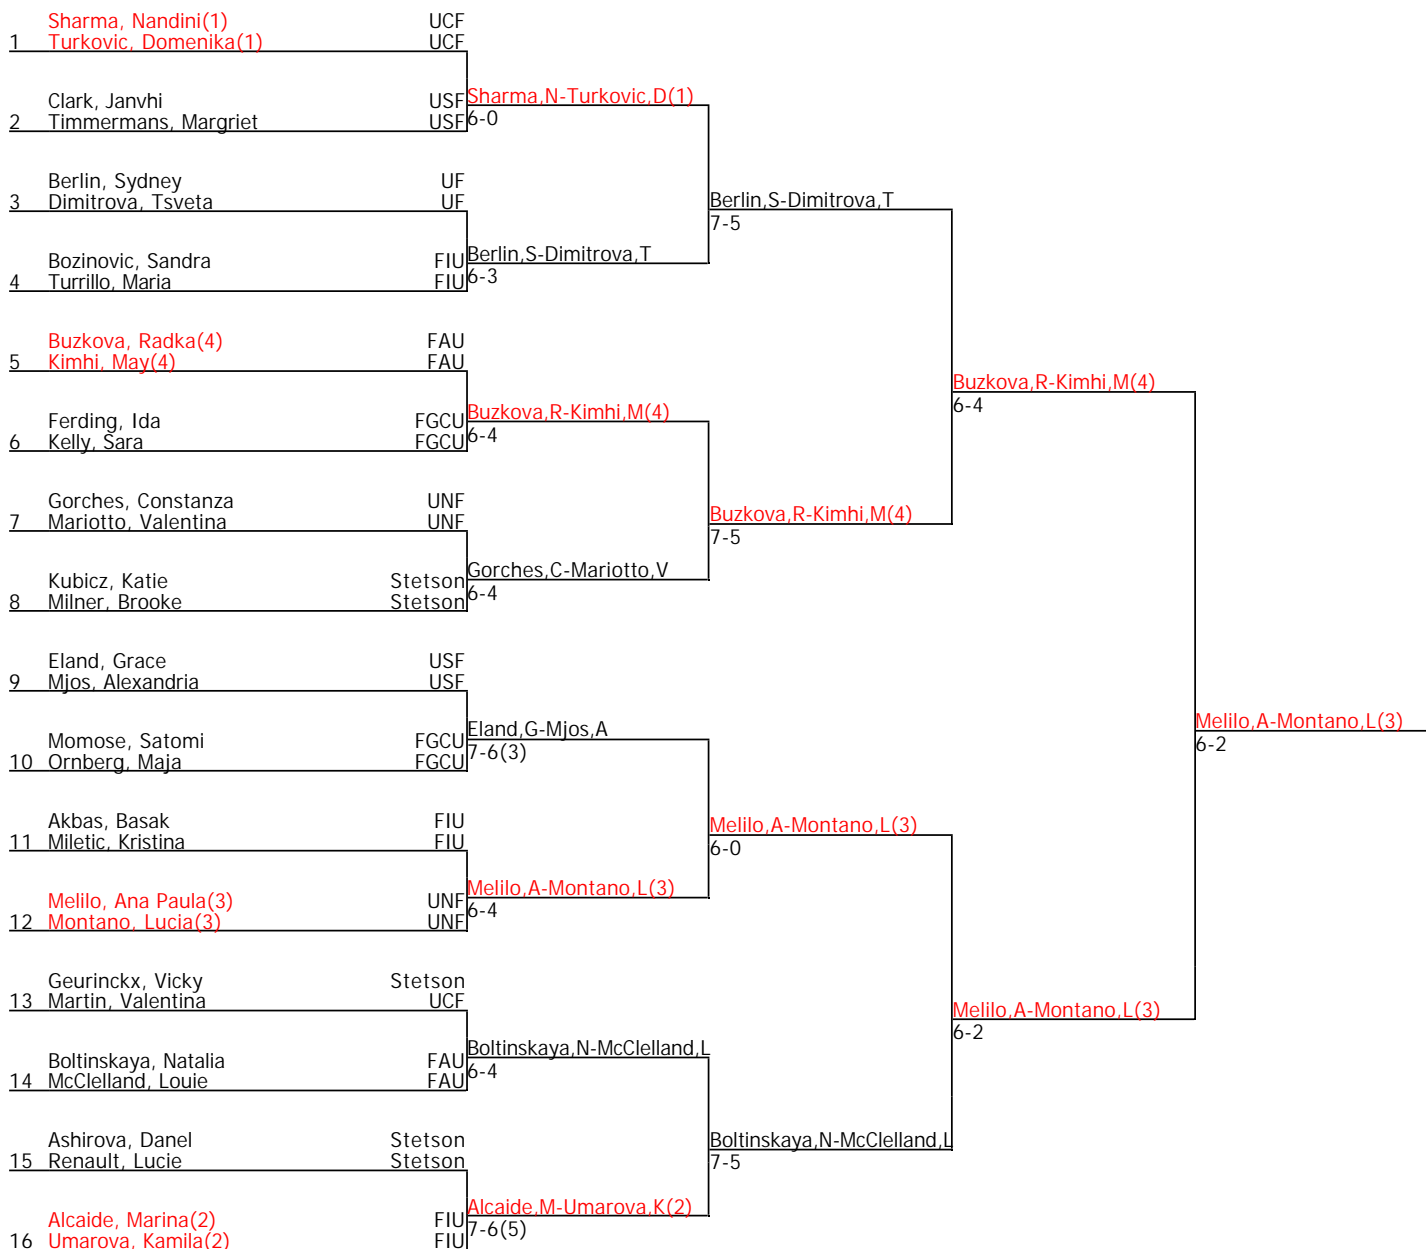 Sharma, Nandini(1) UCF
1 Turkovic, Domenika(1) UCF
Clark, Janvhi USF
2 Timmermans, Margriet USF
Sharma,N-Turkovic,D(1)
6-0
Berlin, Sydney UF
3 Dimitrova, Tsveta UF
Berlin,S-Dimitrova,T
7-5
Bozinovic, Sandra FIU
4 Turrillo, Maria FIU
Berlin,S-Dimitrova,T
6-3
Buzkova, Radka(4) FAU
5 Kimhi, May(4) FAU
Buzkova,R-Kimhi,M(4)
6-4
Ferding, Ida FGCU
6 Kelly, Sara FGCU
Buzkova,R-Kimhi,M(4)
6-4
Gorches, Constanza UNF
7 Mariotto, Valentina UNF
Buzkova,R-Kimhi,M(4)
7-5
Kubicz, Katie Stetson
8 Milner, Brooke Stetson
Gorches,C-Mariotto,V
6-4
Eland, Grace USF
9 Mjos, Alexandria USF
Momose, Satomi FGCU
10 Ornberg, Maja FGCU
Eland,G-Mjos,A
7-6(3)
Melilo,A-Montano,L(3)
6-2
Akbas, Basak FIU
11 Miletic, Kristina FIU
Melilo,A-Montano,L(3)
6-0
Melilo, Ana Paula(3) UNF
12 Montano, Lucia(3) UNF
Melilo,A-Montano,L(3)
6-4
Geurinckx, Vicky Stetson
13 Martin, Valentina UCF
Melilo,A-Montano,L(3)
6-2
Boltinskaya, Natalia FAU
14 McClelland, Louie FAU
Boltinskaya,N-McClelland,L
6-4
Ashirova, Danel Stetson
15 Renault, Lucie Stetson
Boltinskaya,N-McClelland,L
7-5
Alcaide, Marina(2) FIU
16 Umarova, Kamila(2) FIU
Alcaide,M-Umarova,K(2)
7-6(5)